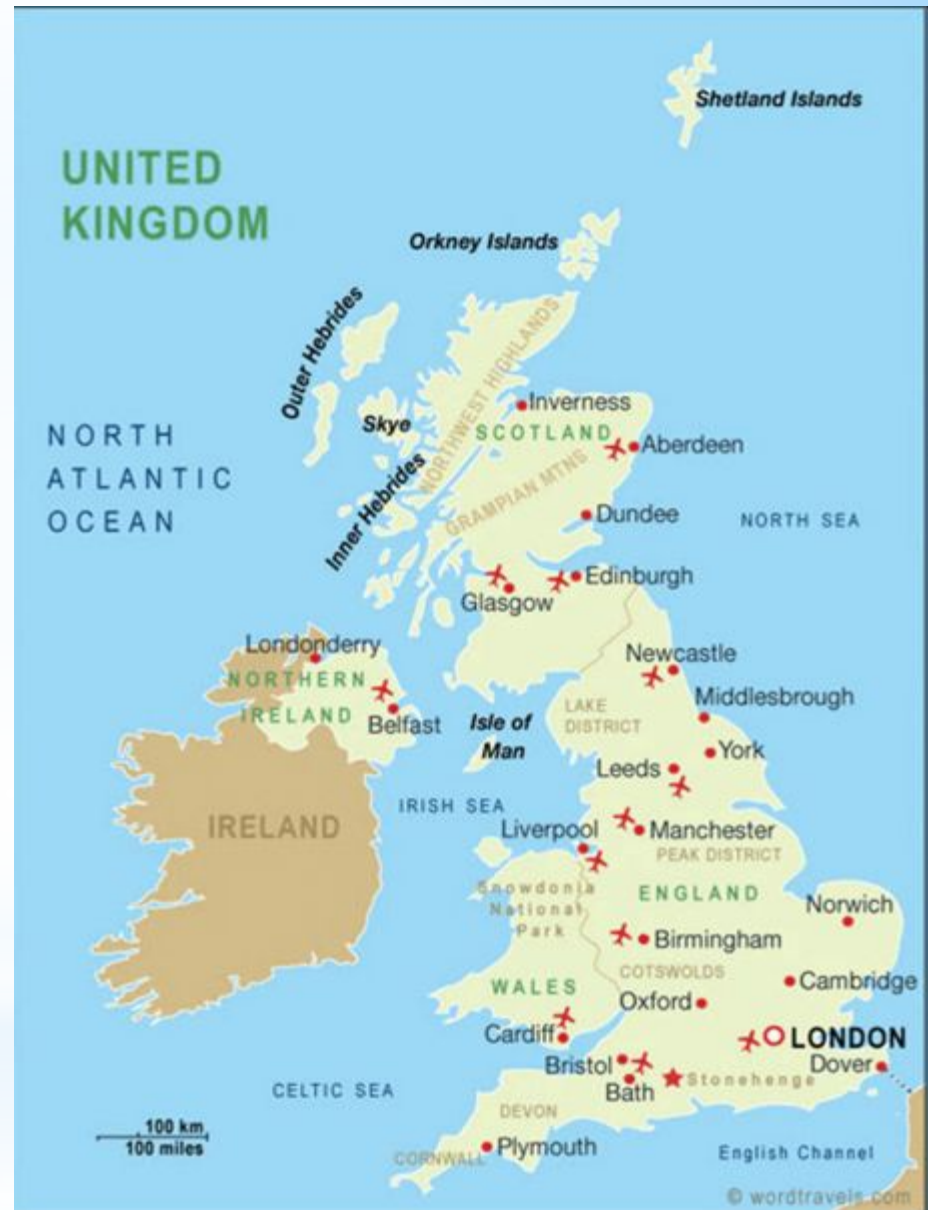 Shetland Islands
UNITED
KINGDOM
Orkney Islands
Outer Hebrides
NORTHWEST HIGHLANDS
Skye
Inverness
SCOTLAND
NORTH
ATLANTIC
OCEAN
Aberdeen
Inner Hebrides
GRAMPIAN MTNS
Dundee
NORTH SEA
Edinburgh
Glasgow
Londonderry
NORTHERN
IRELAND
Belfast
Newcastle
Middlesbrough
LAKE
DISTRICT
Isle of
Man
York
Leeds
IRISH SEA
IRELAND
Liverpool
Manchester
PEAK DISTRICT
Snowdonia
National
Park
ENGLAND
Norwich
Birmingham
COTSWOLDS
Cambridge
WALES
Oxford
Cardiff
LONDON
Bristol
Dover
Bath
Stonehenge
CELTIC SEA
DEVON
100 km
100 miles
Plymouth
CORNWALL
English Channel
© wordtravels.com